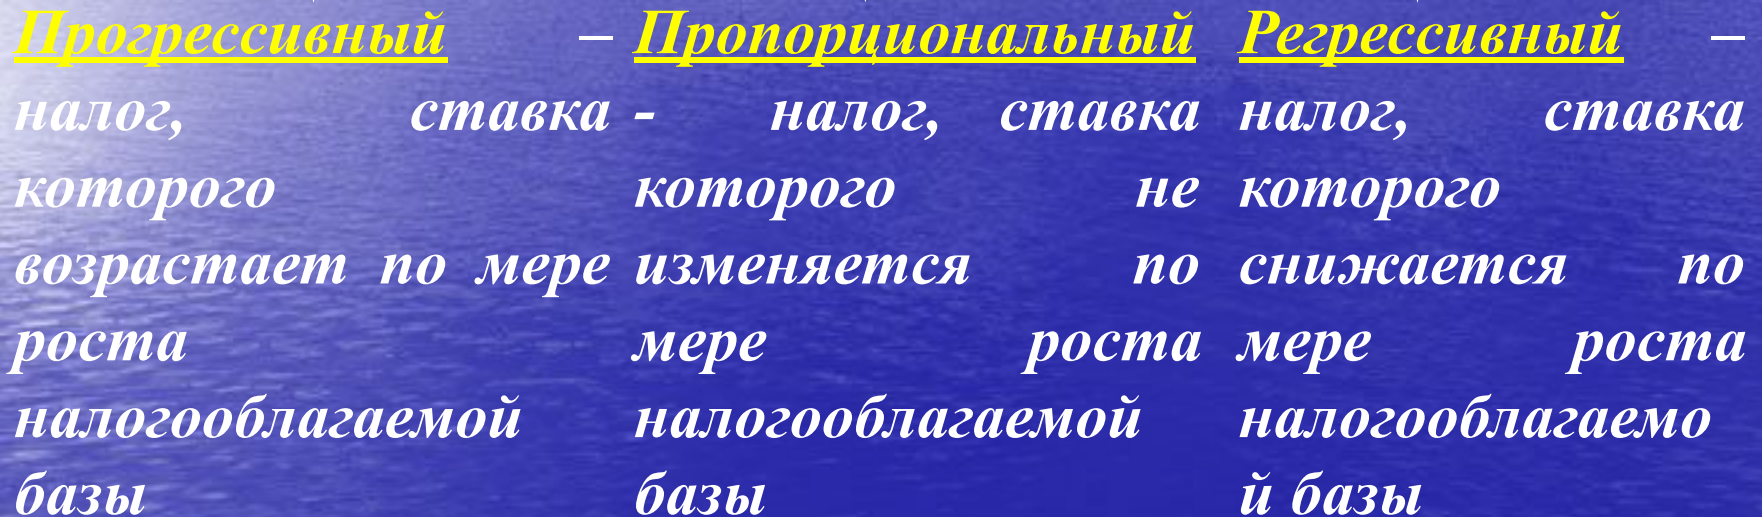 Прогрессивный –
налог, ставка
которого
возрастает по мере
роста
налогооблагаемой
базы
Пропорциональный
- налог, ставка
которого не
изменяется по
мере роста
налогооблагаемой
базы
Регрессивный –
налог, ставка
которого
снижается по
мере роста
налогооблагаемо
й базы